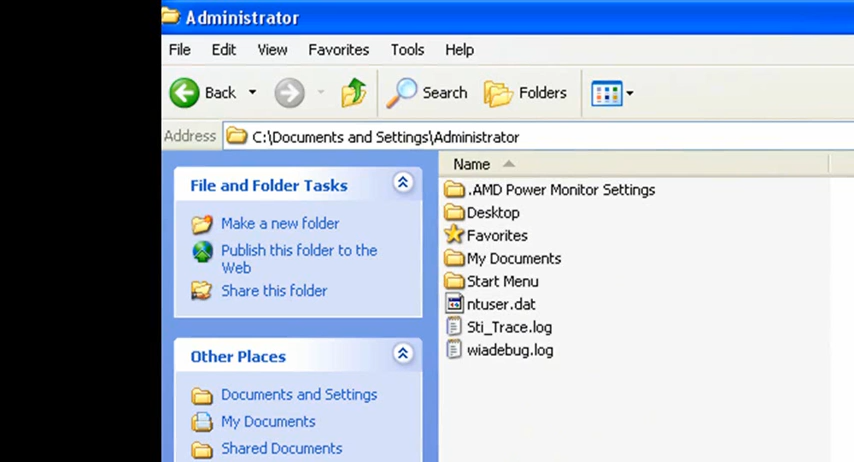 Administrator
File Edit View Favorites Tools Help
Back Search Folders
Address C:\Documents and Settings\Administrator
Name
File and Folder Tasks
Make a new folder
Publish this folder to the
Web
Share this folder
Other Places
Documents and Settings
My Documents
Shared Documents
.AMD Power Monitor Settings
Desktop
Favorites
My Documents
Start Menu
ntuser.dat
Sti_Trace.log
wiadebug.log